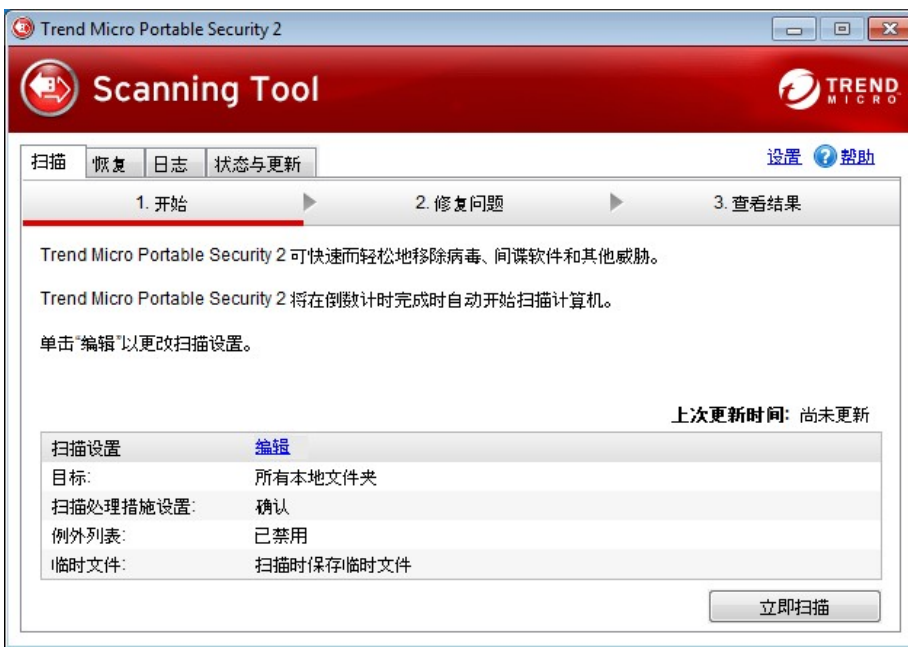 Trend Micro Portable Security 2
Scanning Tool
TREND MICRO
扫描 恢复 日志 状态与更新 设置 帮助
1. 开始 2. 修复问题 3. 查看结果
Trend Micro Portable Security 2 可快速而轻松地移除病毒、间谍软件和其他威胁。
Trend Micro Portable Security 2 将在倒数计时完成时自动开始扫描计算机。
单击“编辑”以更改扫描设置。
上次更新时间: 尚未更新
扫描设置 编辑
目标: 所有本地文件夹
扫描处理措施设置: 确认
例外列表: 已禁用
临时文件: 扫描时保存临时文件
立即扫描